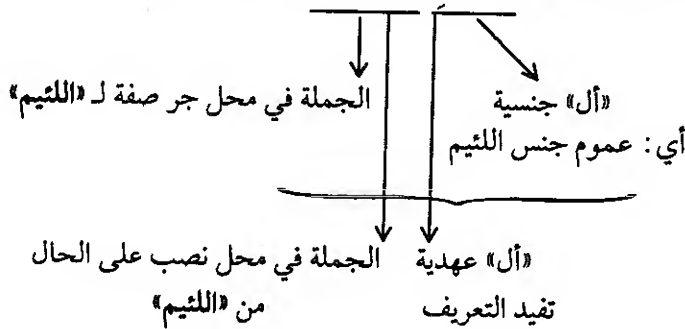 «أل» جنسية الجملة في محل جر صفة لـ «اللئيم»
أي: عموم جنس اللئيم
«أل» عهدية الجملة في محل نصب على الحال
تفيد التعريف من «اللئيم»